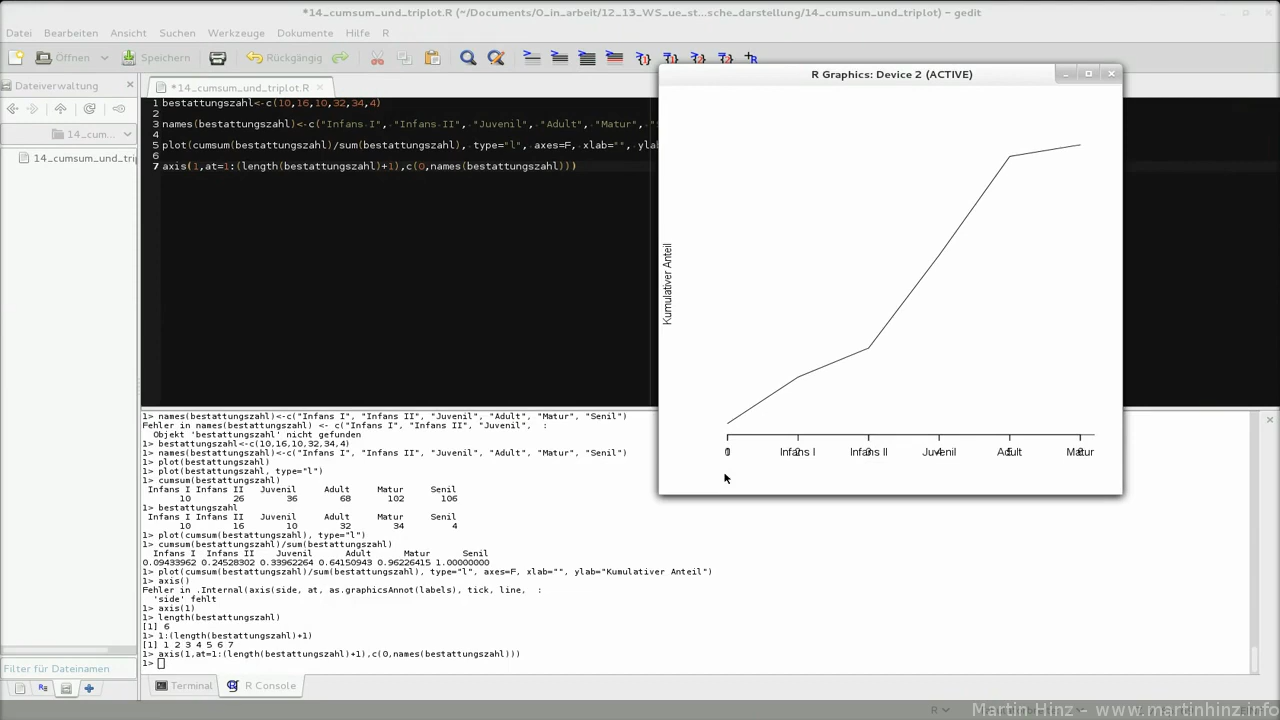 *14_cumsum_und_triplot.R (~/Documents/O_in_arbeit/12_13_WS_ue_st…sche_darstellung/14_cumsum_und_triplot) – gedit
Datei Bearbeiten Ansicht Suchen Werkzeuge Dokumente Hilfe R
Öffnen Speichern Rückgängig
Dateiverwaltung
*14_cumsum_und_triplot.R
14_cum...
14_cumsum_und_trip
1 bestattungszahl<-c(10,16,10,32,34,4)
2
3 names(bestattungszahl)<-c("Infans I", "Infans II", "Juvenil", "Adult", "Matur", "S
4
5 plot(cumsum(bestattungszahl)/sum(bestattungszahl), type="l", axes=F, xlab="", yla
6
7 axis(1,at=1:(length(bestattungszahl)+1),c(0,names(bestattungszahl)))
R Graphics: Device 2 (ACTIVE)
Kumulativer Anteil
Infans I Infans II Juvenil Adult Matur
1> names(bestattungszahl)<-c("Infans I", "Infans II", "Juvenil", "Adult", "Matur", "Senil")
Fehler in names(bestattungszahl) <- c("Infans I", "Infans II", "Juvenil", :
Objekt 'bestattungszahl' nicht gefunden
1> bestattungszahl<-c(10,16,10,32,34,4)
1> names(bestattungszahl)<-c("Infans I", "Infans II", "Juvenil", "Adult", "Matur", "Senil")
1> plot(bestattungszahl)
1> plot(bestattungszahl, type="l")
1> cumsum(bestattungszahl)
Infans I Infans II Juvenil Adult Matur Senil
10 26 36 68 102 106
1> bestattungszahl
Infans I Infans II Juvenil Adult Matur Senil
10 16 10 32 34 4
1> plot(cumsum(bestattungszahl), type="l")
1> cumsum(bestattungszahl)/sum(bestattungszahl)
Infans I Infans II Juvenil Adult Matur Senil
0.09433962 0.24528302 0.33962264 0.64150943 0.96226415 1.00000000
1> plot(cumsum(bestattungszahl)/sum(bestattungszahl), type="l", axes=F, xlab="", ylab="Kumulativer Anteil")
1> axis()
Fehler in .Internal(axis(side, at, as.graphicsAnnot(labels), tick, line, :
'side' fehlt
1> axis(1)
1> length(bestattungszahl)
[1] 6
1> 1:(length(bestattungszahl)+1)
[1] 1 2 3 4 5 6 7
1> axis(1,at=1:(length(bestattungszahl)+1),c(0,names(bestattungszahl)))
1>
Filter für Dateinamen
Terminal R Console
R
Martin Hinz - www.martinhinz.info